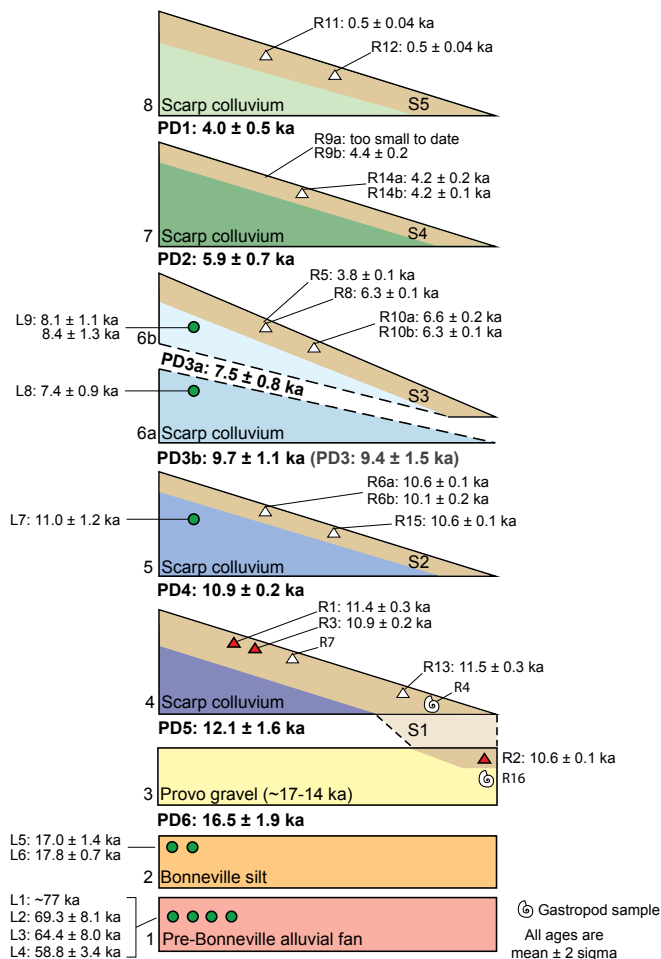 R11: 0.5 ± 0.04 ka
R12: 0.5 ± 0.04 ka
S5
8 Scarp colluvium
PD1: 4.0 ± 0.5 ka
R9a: too small to date
R9b: 4.4 ± 0.2
R14a: 4.2 ± 0.2 ka
R14b: 4.2 ± 0.1 ka
S4
7 Scarp colluvium
PD2: 5.9 ± 0.7 ka
R5: 3.8 ± 0.1 ka
R8: 6.3 ± 0.1 ka
R10a: 6.6 ± 0.2 ka
R10b: 6.3 ± 0.1 ka
L9: 8.1 ± 1.1 ka
8.4 ± 1.3 ka
6b
PD3a: 7.5 ± 0.8 ka
L8: 7.4 ± 0.9 ka
S3
6a Scarp colluvium
PD3b: 9.7 ± 1.1 ka (PD3: 9.4 ± 1.5 ka)
R6a: 10.6 ± 0.1 ka
R6b: 10.1 ± 0.2 ka
R15: 10.6 ± 0.1 ka
L7: 11.0 ± 1.2 ka
S2
5 Scarp colluvium
PD4: 10.9 ± 0.2 ka
R1: 11.4 ± 0.3 ka
R3: 10.9 ± 0.2 ka
R7
R13: 11.5 ± 0.3 ka
R4
4 Scarp colluvium
PD5: 12.1 ± 1.6 ka
S1
R2: 10.6 ± 0.1 ka
R16
3 Provo gravel (~17-14 ka)
PD6: 16.5 ± 1.9 ka
L5: 17.0 ± 1.4 ka
L6: 17.8 ± 0.7 ka
2 Bonneville silt
L1: ~77 ka
L2: 69.3 ± 8.1 ka
L3: 64.4 ± 8.0 ka
L4: 58.8 ± 3.4 ka
1 Pre-Bonneville alluvial fan
Gastropod sample
All ages are
mean ± 2 sigma